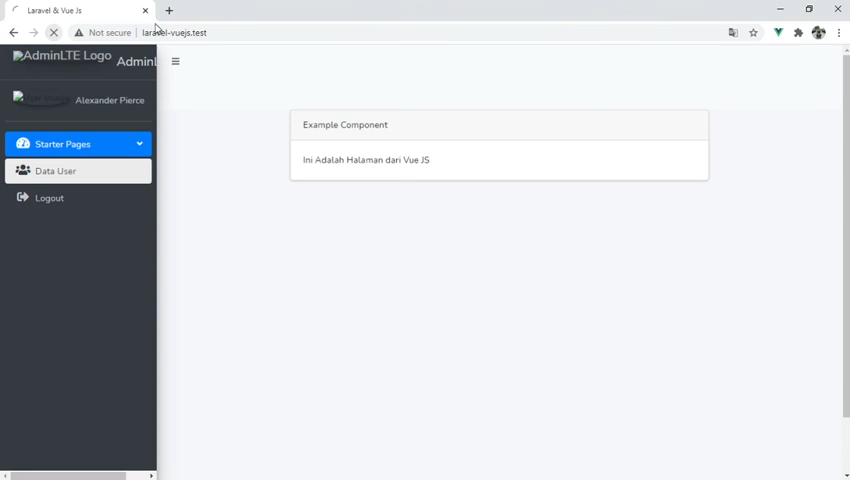 Laravel & Vue Js
Not secure
laravel-vuejs.test
AdminLTE Logo
AdminL
Alexander Pierce
Starter Pages
Data User
Logout
Example Component
Ini Adalah Halaman dari Vue JS